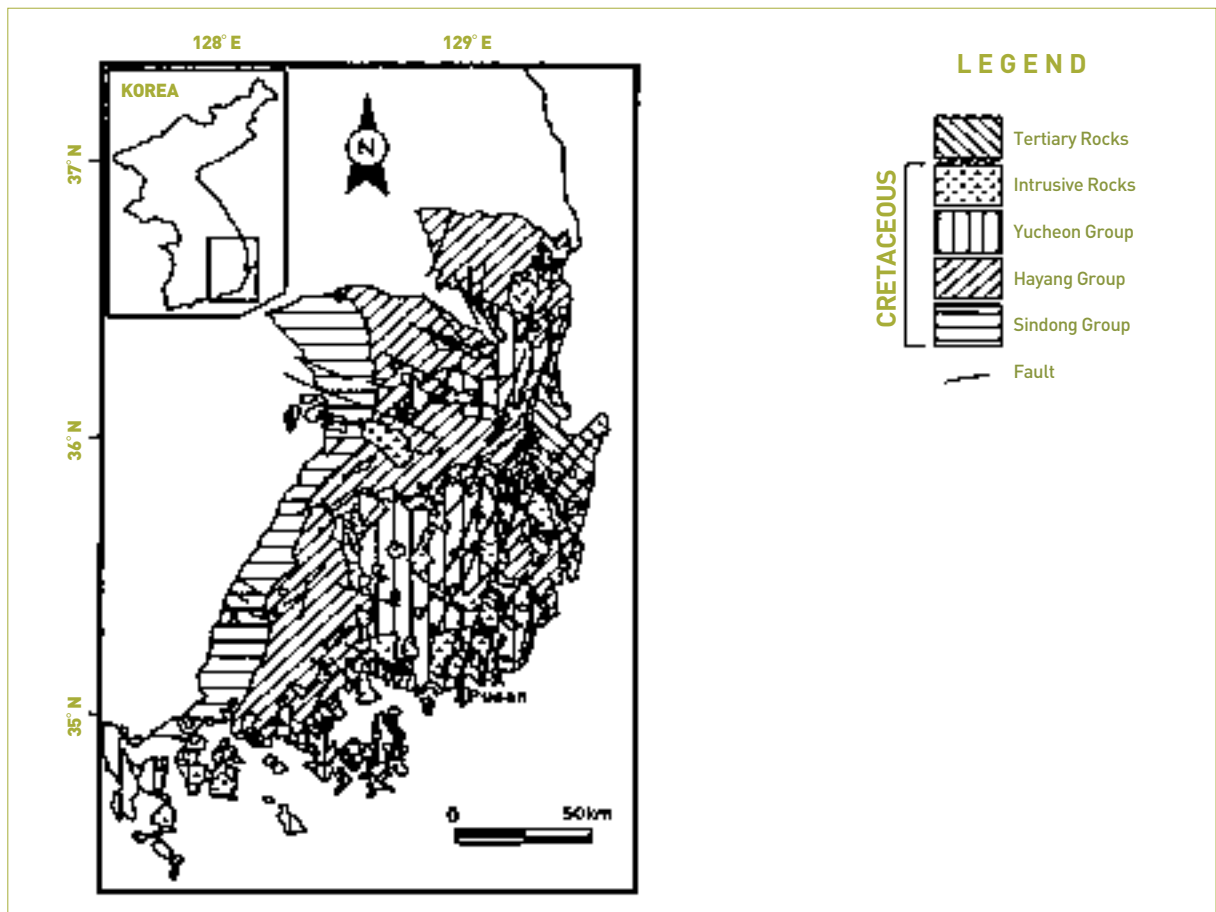 128° E 129° E
LEGEND
KOREA
N
37° N
36° N
35° N
Tertiary Rocks
Intrusive Rocks
Yucheon Group
Hayang Group
Sindong Group
Fault
CRETACEOUS
Pusan
0 50km